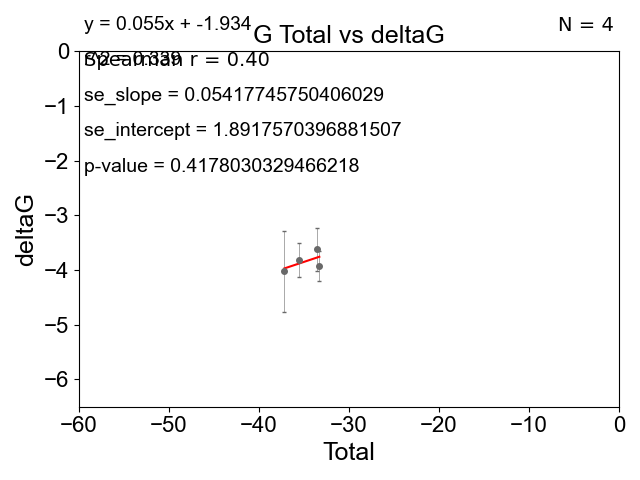 y = 0.055x + -1.934
G Total vs deltaG
N = 4
Spearman r = 0.40
se_slope = 0.05417745750406029
se_intercept = 1.8917570396881507
p-value = 0.4178030329466218
0
−1
−2
−3
−4
−5
−6
deltaG
−60 −50 −40 −30 −20 −10 0
Total